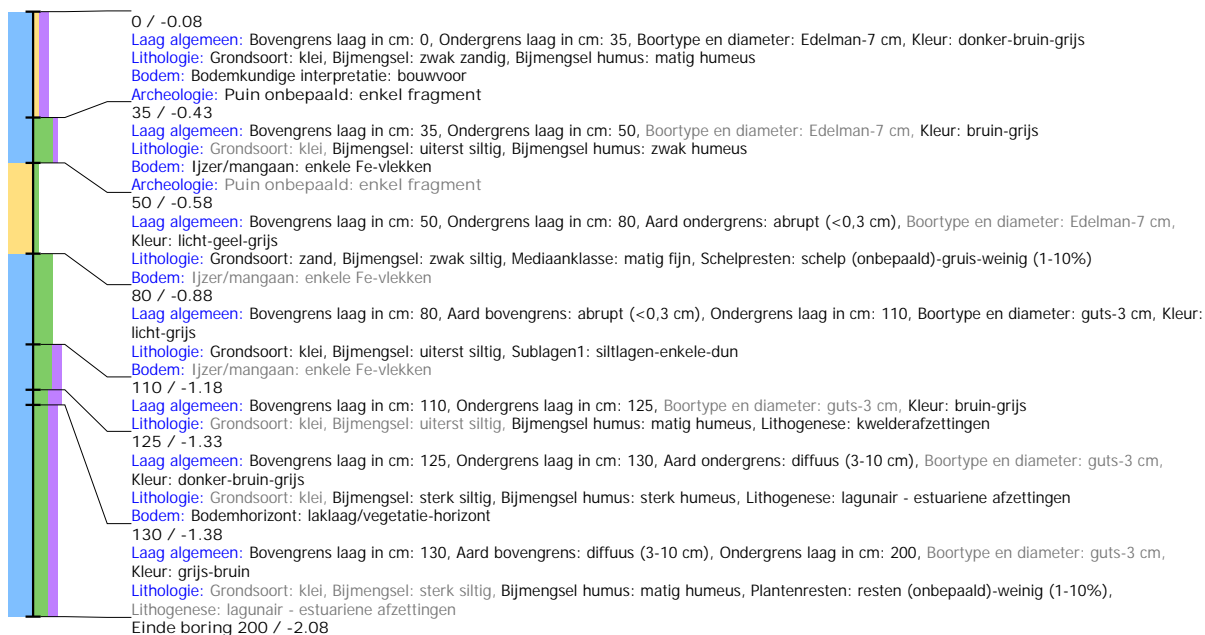 0 / -0.08
Laag algemeen: Bovengrens laag in cm: 0, Ondergrens laag in cm: 35, Boortype en diameter: Edelman-7 cm, Kleur: donker-bruin-grijs
Lithologie: Grondsoort: klei, Bijmengsel: zwak zandig, Bijmengsel humus: matig humeus
Bodem: Bodemkundige interpretatie: bouwvoor
Archeologie: Puin onbepaald: enkel fragment
35 / -0.43
Laag algemeen: Bovengrens laag in cm: 35, Ondergrens laag in cm: 50, Boortype en diameter: Edelman-7 cm, Kleur: bruin-grijs
Lithologie: Grondsoort: klei, Bijmengsel: uiterst siltig, Bijmengsel humus: zwak humeus
Bodem: Ijzer/mangaan: enkele Fe-vlekken
Archeologie: Puin onbepaald: enkel fragment
50 / -0.58
Laag algemeen: Bovengrens laag in cm: 50, Ondergrens laag in cm: 80, Aard ondergrens: abrupt (<0,3 cm), Boortype en diameter: Edelman-7 cm,
Kleur: licht-geel-grijs
Lithologie: Grondsoort: zand, Bijmengsel: zwak siltig, Mediaanklasse: matig fijn, Schelpresten: schelp (onbepaald)-gruis-weinig (1-10%)
Bodem: Ijzer/mangaan: enkele Fe-vlekken
80 / -0.88
Laag algemeen: Bovengrens laag in cm: 80, Aard bovengrens: abrupt (<0,3 cm), Ondergrens laag in cm: 110, Boortype en diameter: guts-3 cm, Kleur:
licht-grijs
Lithologie: Grondsoort: klei, Bijmengsel: uiterst siltig, Sublagen1: siltlagen-enkele-dun
Bodem: Ijzer/mangaan: enkele Fe-vlekken
110 / -1.18
Laag algemeen: Bovengrens laag in cm: 110, Ondergrens laag in cm: 125, Boortype en diameter: guts-3 cm, Kleur: bruin-grijs
Lithologie: Grondsoort: klei, Bijmengsel: uiterst siltig, Bijmengsel humus: matig humeus, Lithogenese: kwelderafzettingen
125 / -1.33
Laag algemeen: Bovengrens laag in cm: 125, Ondergrens laag in cm: 130, Aard ondergrens: diffuus (3-10 cm), Boortype en diameter: guts-3 cm,
Kleur: donker-bruin-grijs
Lithologie: Grondsoort: klei, Bijmengsel: sterk siltig, Bijmengsel humus: sterk humeus, Lithogenese: lagunair - estuariene afzettingen
Bodem: Bodemhorizont: laklaag/vegetatie-horizont
130 / -1.38
Laag algemeen: Bovengrens laag in cm: 130, Aard bovengrens: diffuus (3-10 cm), Ondergrens laag in cm: 200, Boortype en diameter: guts-3 cm,
Kleur: grijs-bruin
Lithologie: Grondsoort: klei, Bijmengsel: sterk siltig, Bijmengsel humus: matig humeus, Plantenresten: resten (onbepaald)-weinig (1-10%),
Lithogenese: lagunair - estuariene afzettingen
Einde boring 200 / -2.08